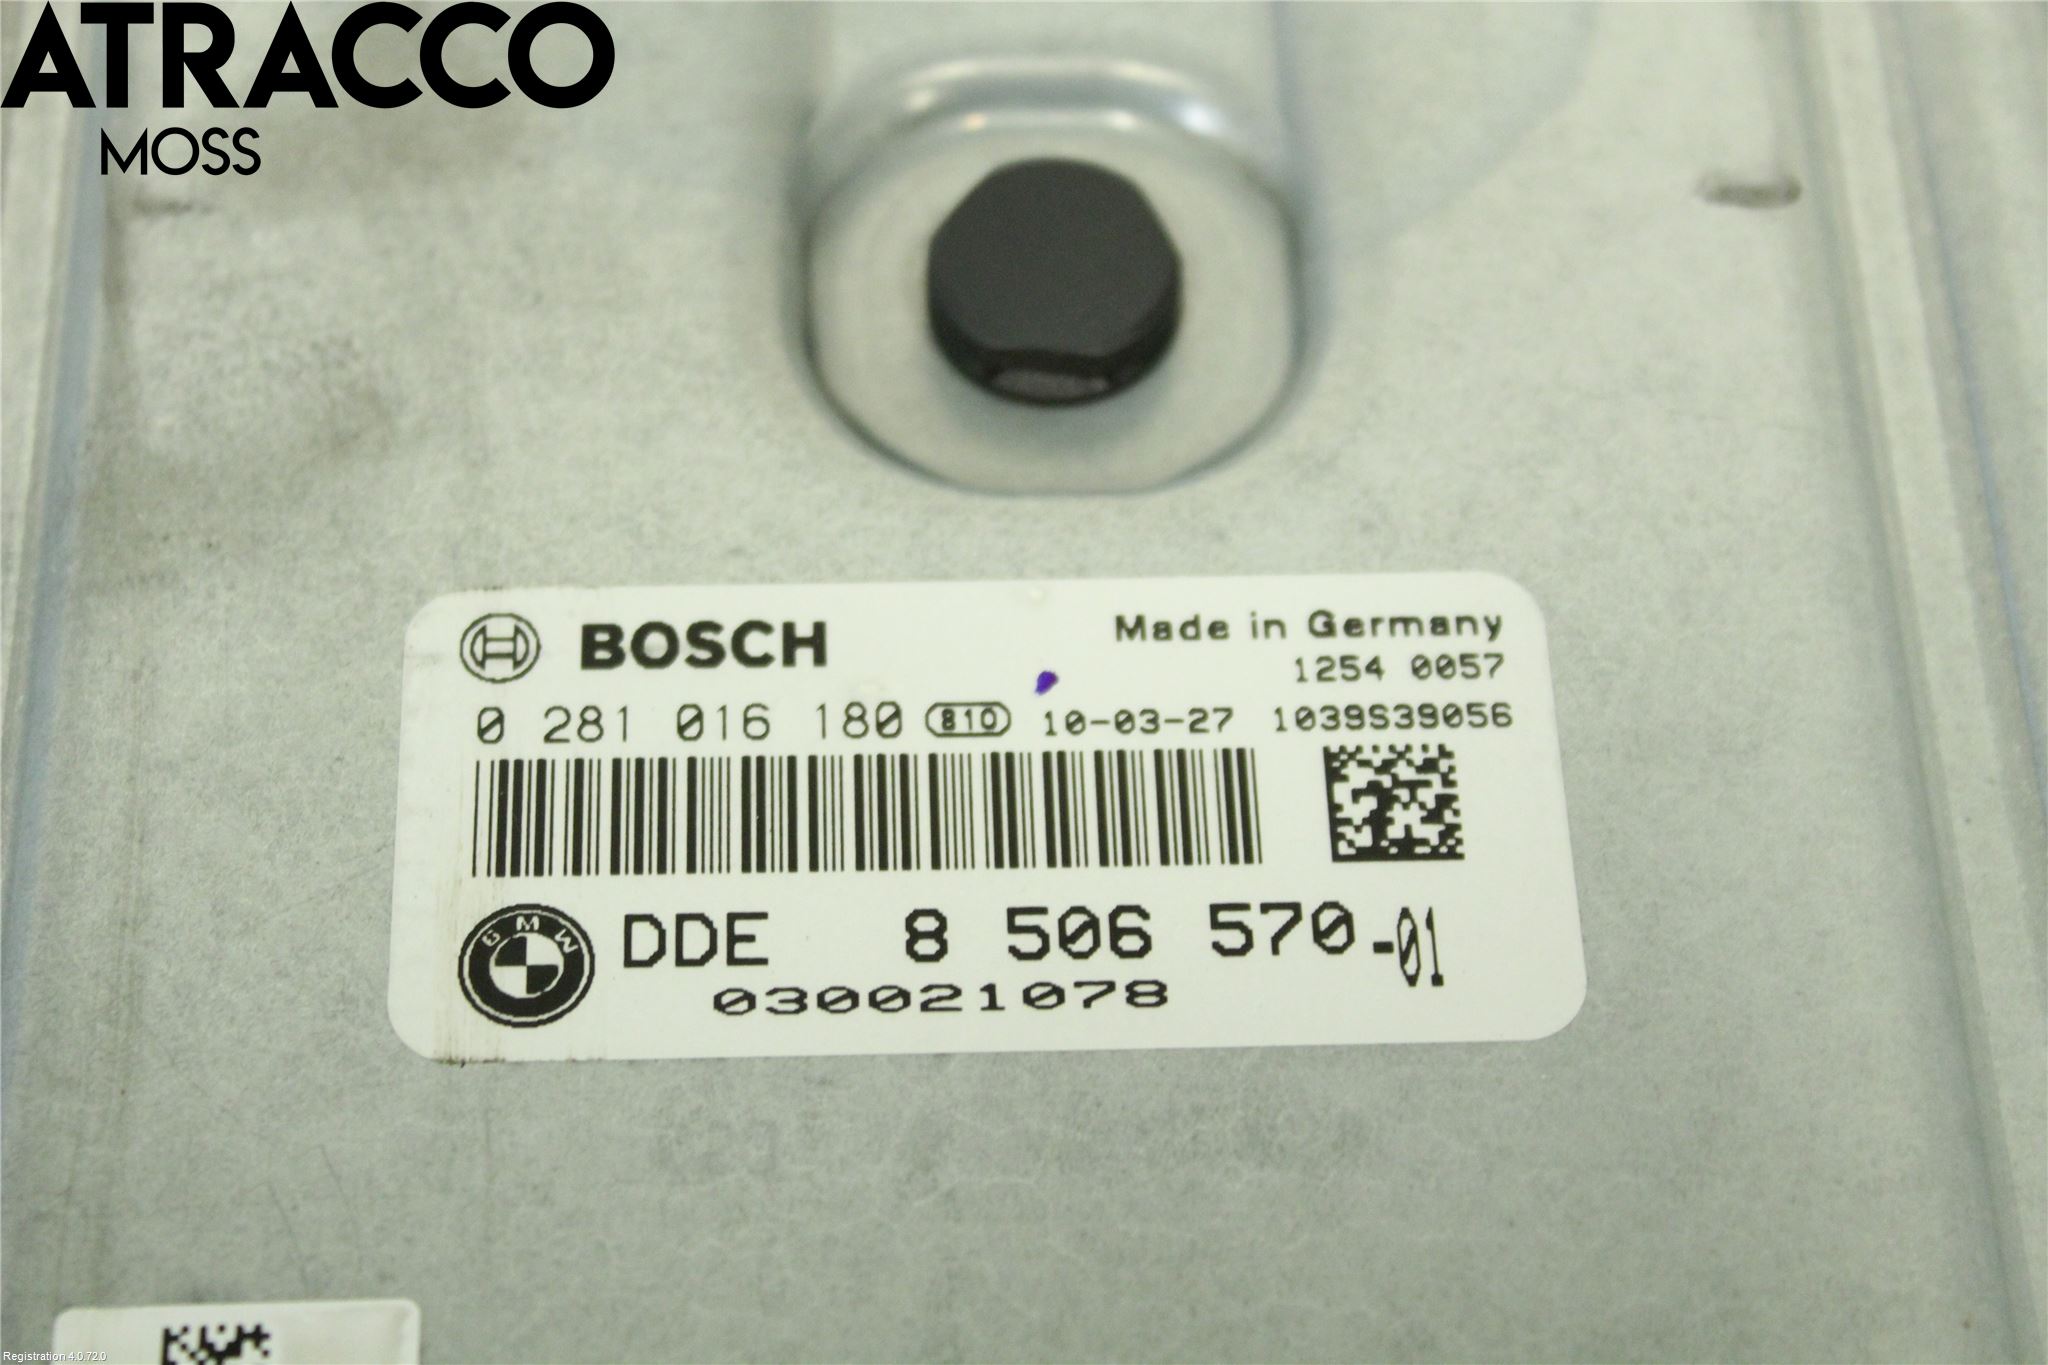 ATRACCO
MOSS
BOSCH
Made in Germany
1254 0057
0 281 016 180 810 10-03-27 1039S39056
BMW DDE 8 506 570-01
030021078
Registration 4.0.72.0